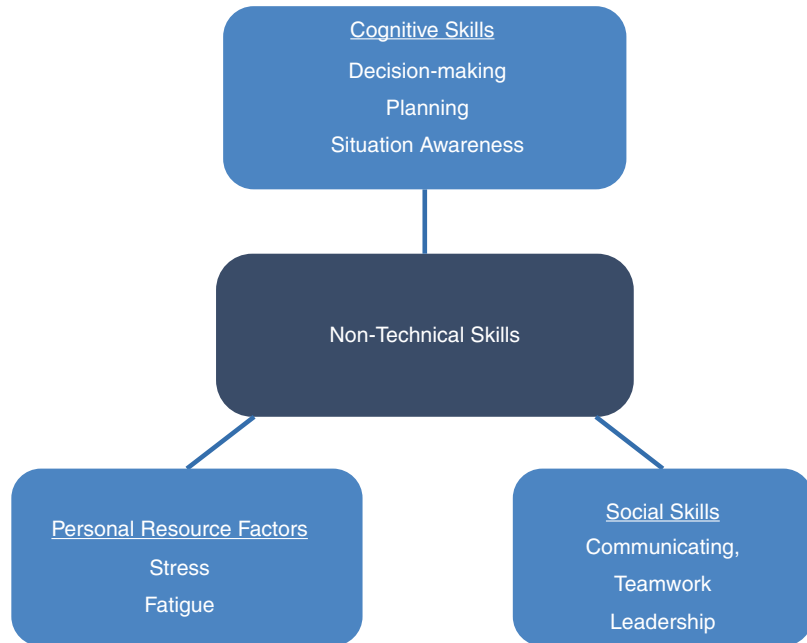 Cognitive Skills
Decision-making
Planning
Situation Awareness
Non-Technical Skills
Personal Resource Factors
Stress
Fatigue
Social Skills
Communicating,
Teamwork
Leadership